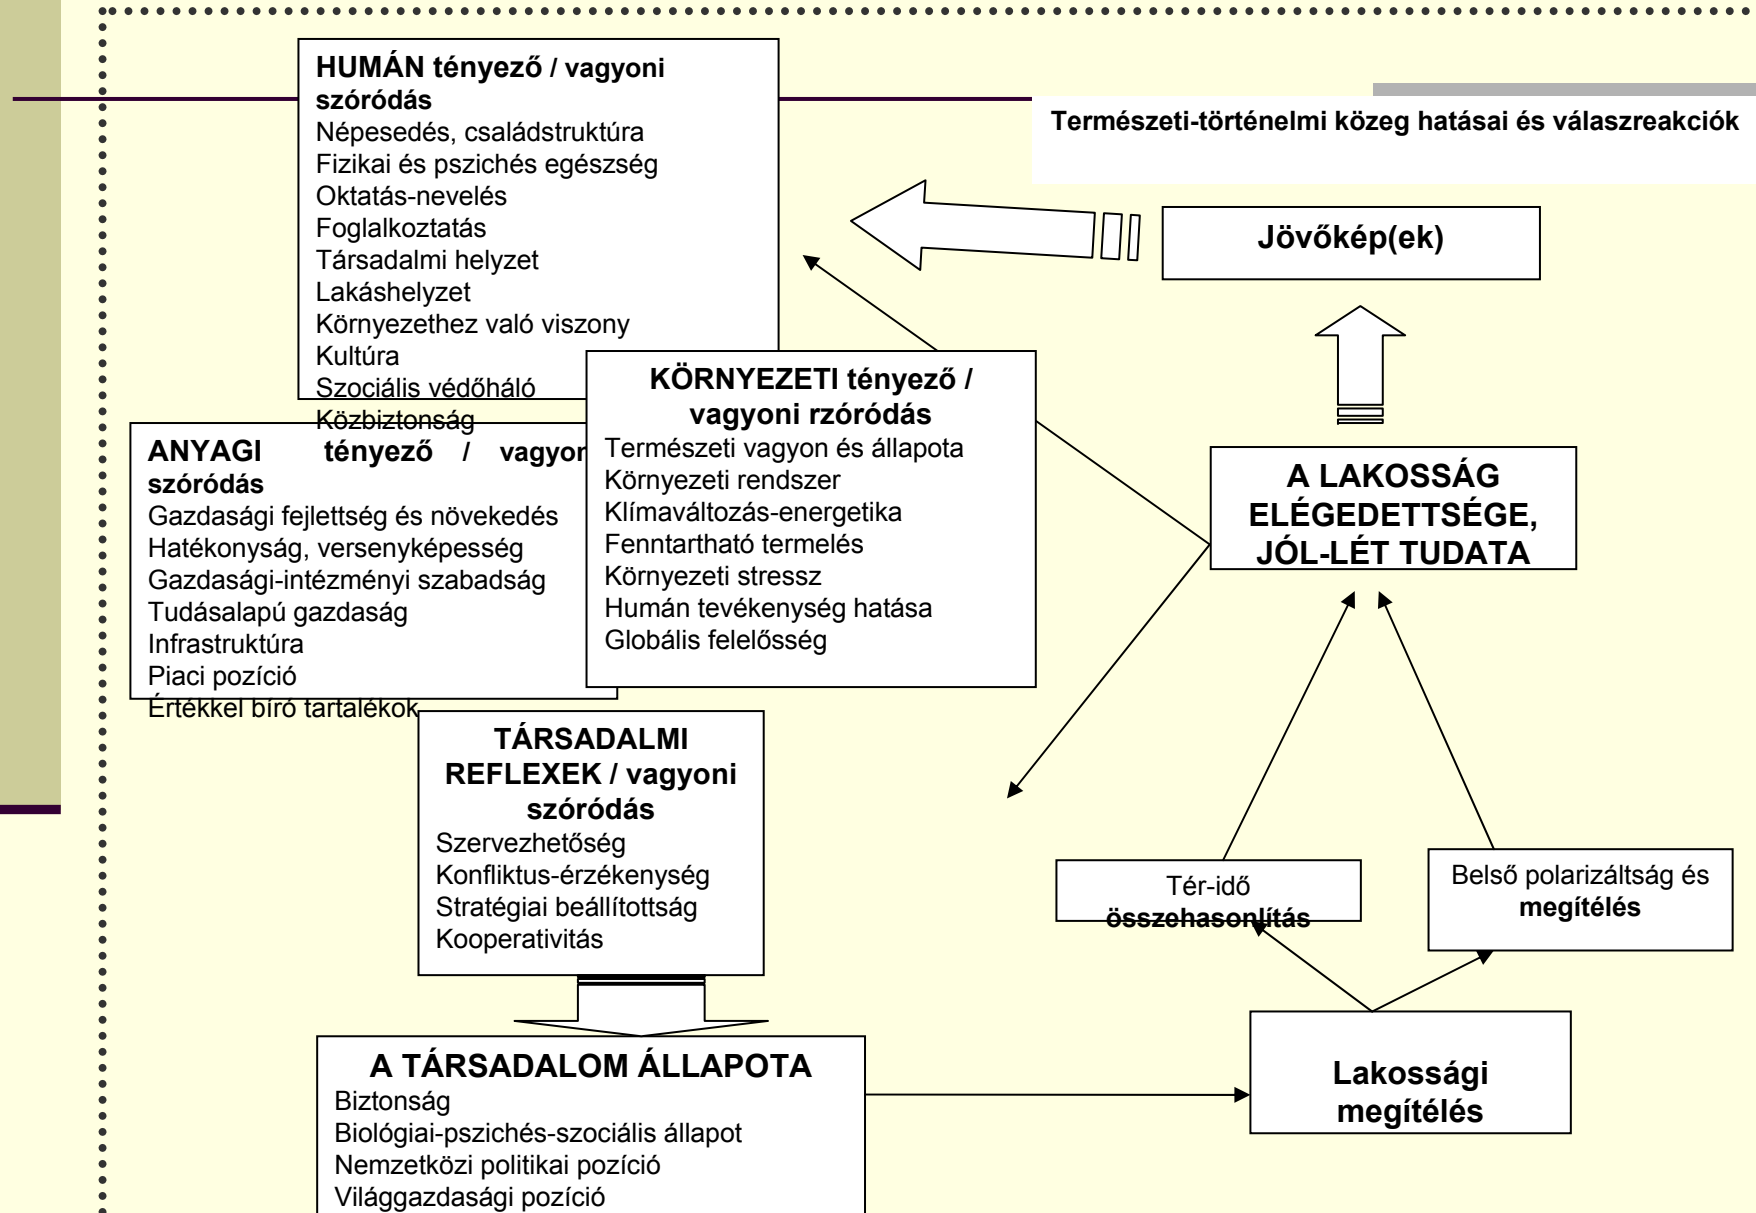 HUMÁN tényező / vagyoni
szóródás
Népesedés, családstruktúra
Fizikai és pszichés egészség
Oktatás-nevelés
Foglalkoztatás
Társadalmi helyzet
Lakáshelyzet
Környezethez való viszony
Kultúra
Szociális védőháló
Közbiztonság
Természeti-történelmi közeg hatásai és válaszreakciók
Jövőkép(ek)
KÖRNYEZETI tényező /
vagyoni rzóródás
Természeti vagyon és állapota
Környezeti rendszer
Klímaváltozás-energetika
Fenntartható termelés
Környezeti stressz
Humán tevékenység hatása
Globális felelősség
ANYAGI tényező / vagyon
szóródás
Gazdasági fejlettség és növekedés
Hatékonyság, versenyképesség
Gazdasági-intézményi szabadság
Tudásalapú gazdaság
Infrastruktúra
Piaci pozíció
Értékkel bíró tartalékok
A LAKOSSÁG
ELÉGEDETTSÉGE,
JÓL-LÉT TUDATA
TÁRSADALMI
REFLEXEK / vagyoni
szóródás
Szervezhetőség
Konfliktus-érzékenység
Stratégiai beállítottság
Kooperativitás
Tér-idő
összehasonlítás
Belső polarizáltság és
megítélés
A TÁRSADALOM ÁLLAPOTA
Biztonság
Biológiai-pszichés-szociális állapot
Nemzetközi politikai pozíció
Világgazdasági pozíció
Lakossági
megítélés